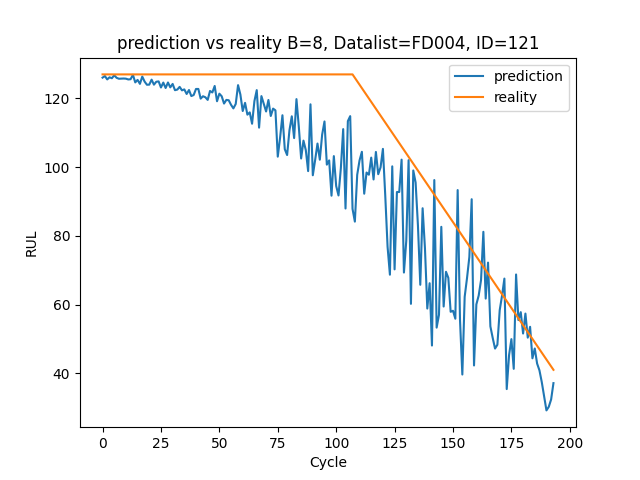 prediction vs reality B=8, Datalist=FD004, ID=121
prediction
reality
RUL
120
100
80
60
40
0 25 50 75 100 125 150 175 200
Cycle